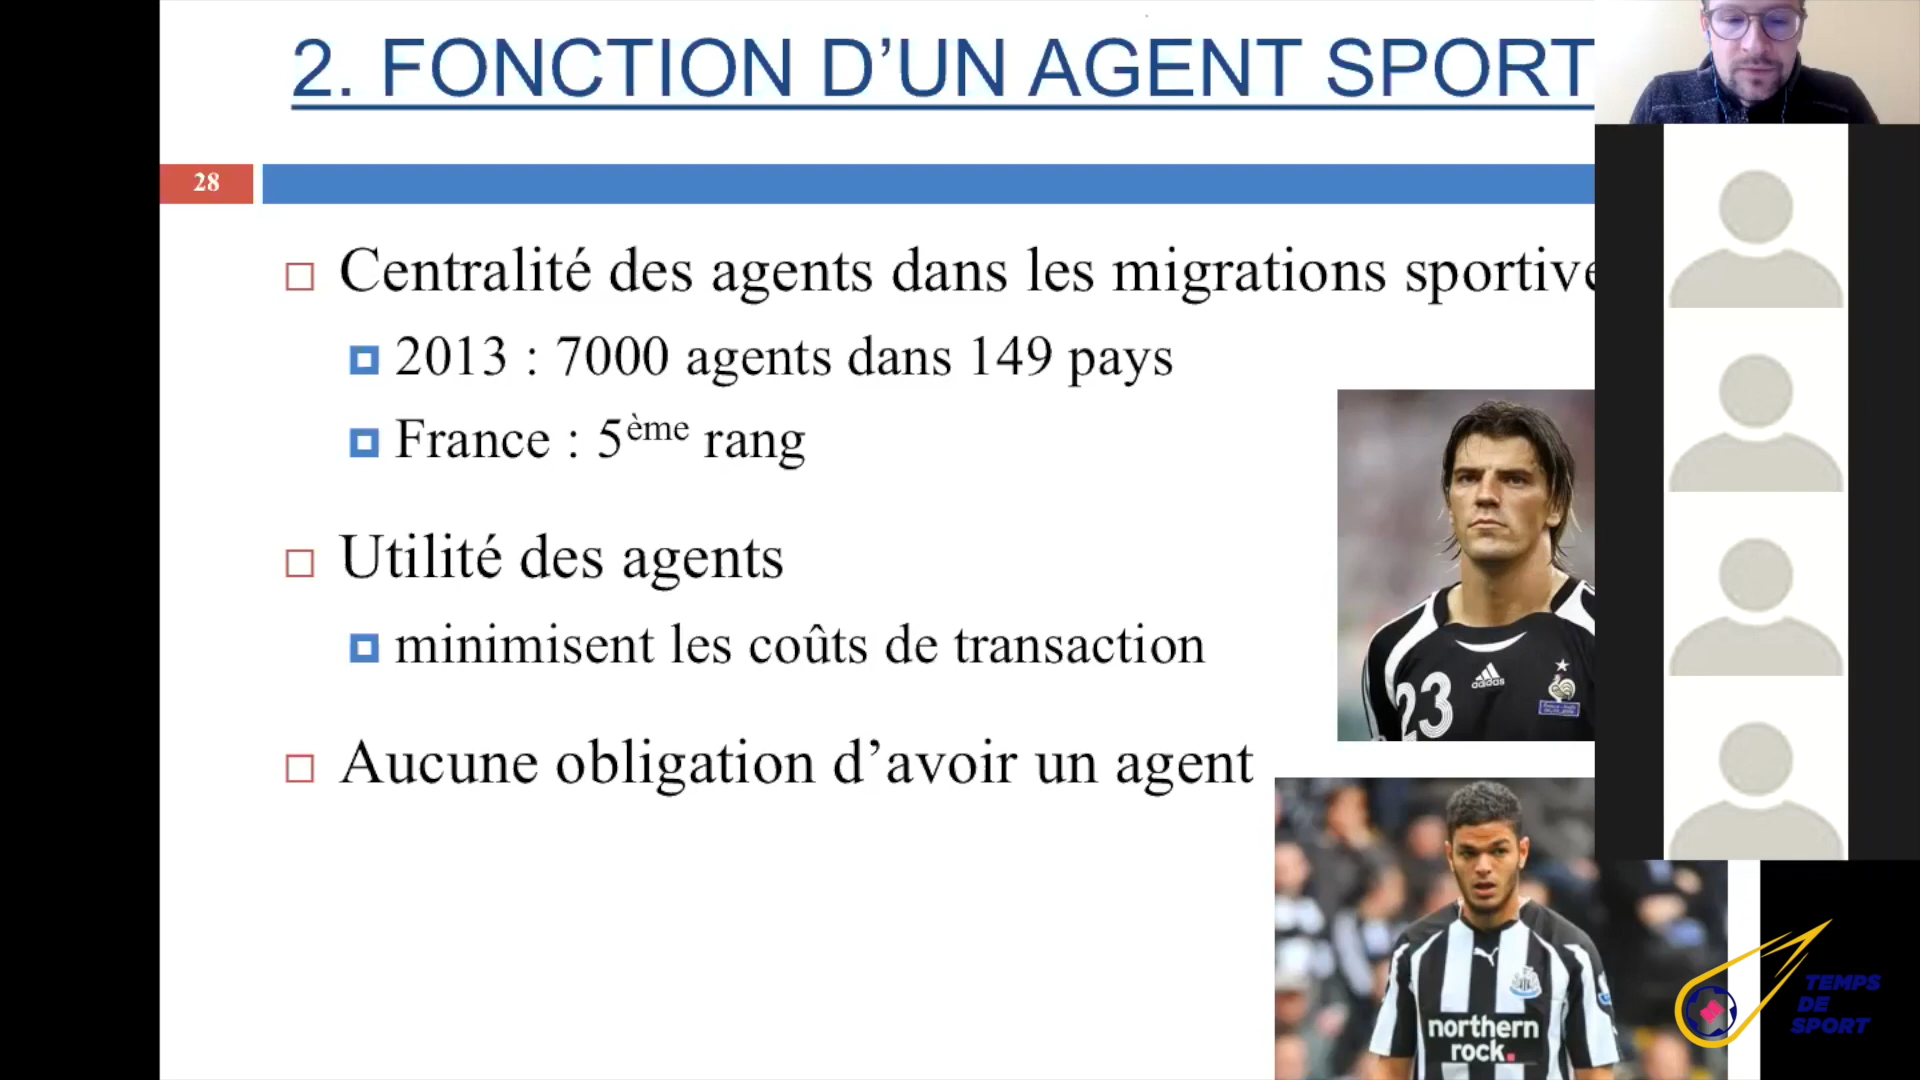 2. FONCTION D’UN AGENT SPORT
28
Centralité des agents dans les migrations sportive
2013 : 7000 agents dans 149 pays
France : 5ème rang
Utilité des agents
minimisent les coûts de transaction
Aucune obligation d’avoir un agent
23
adidas
northern
rock.
TEMPS
DE
SPORT